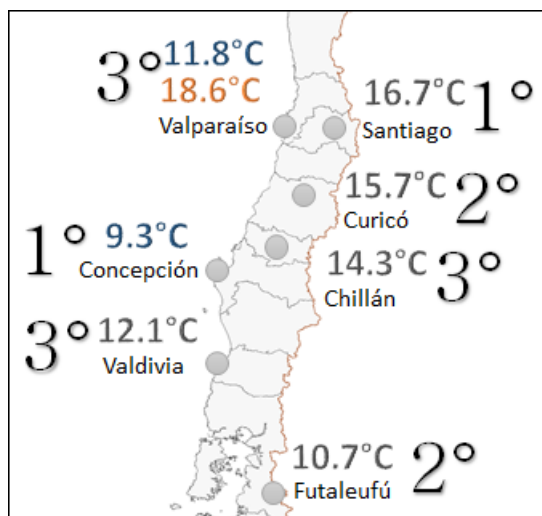 3° 11.8°C
18.6°C
Valparaíso
16.7°C 1°
Santiago
15.7°C 2°
Curicó
1° 9.3°C
Concepción
14.3°C 3°
Chillán
3° 12.1°C
Valdivia
10.7°C 2°
Futaleufú